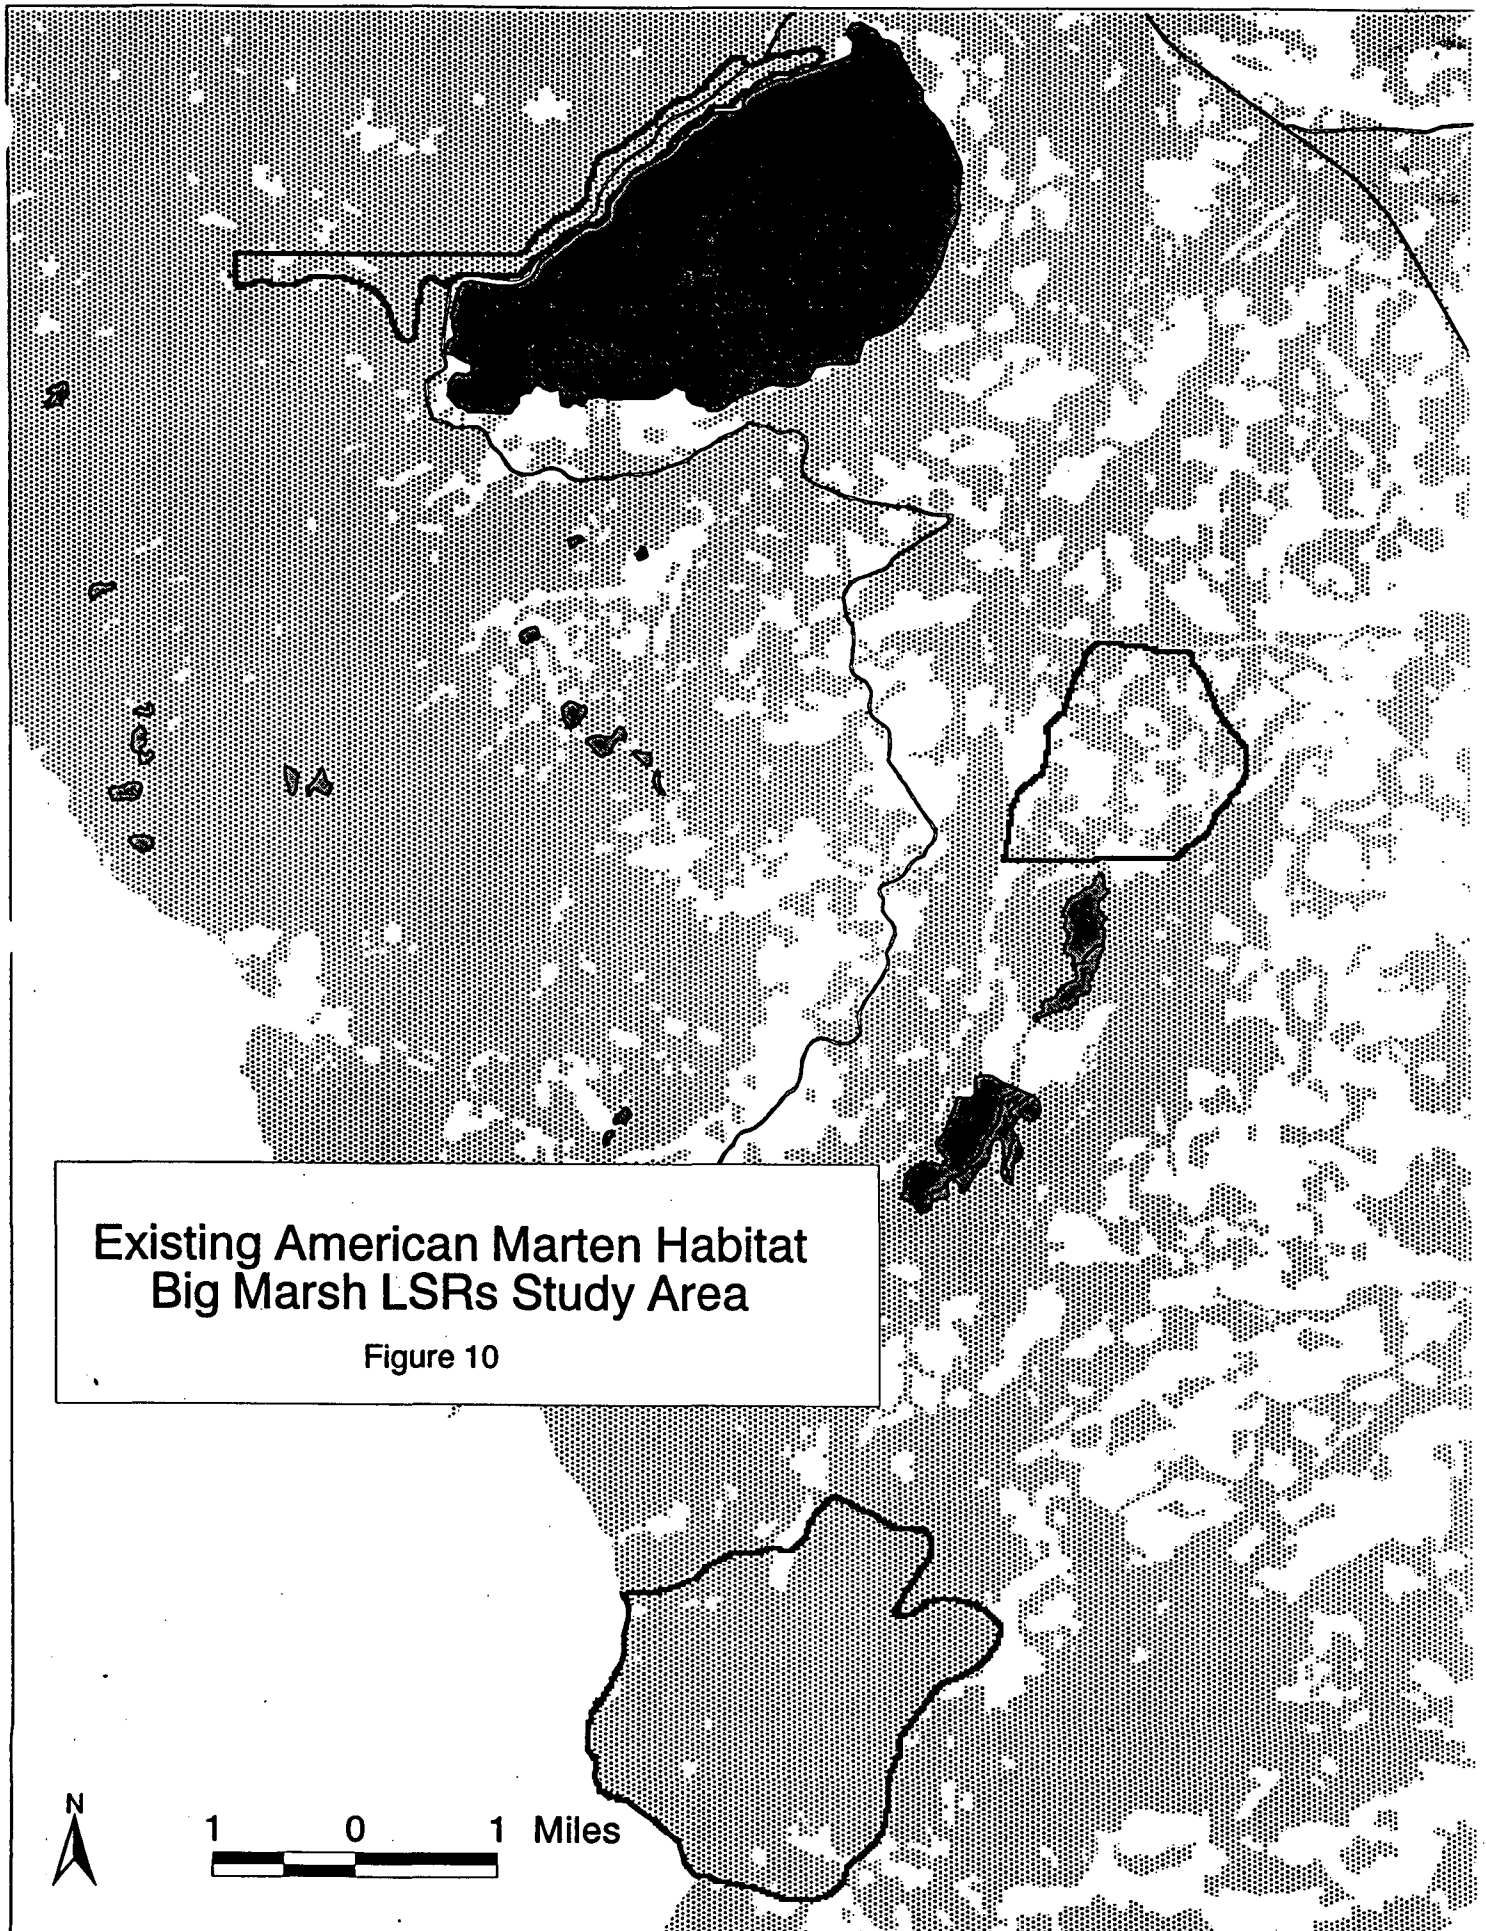 Existing American Marten Habitat
Big Marsh LSRs Study Area
Figure 10
N
1 0 1 Miles